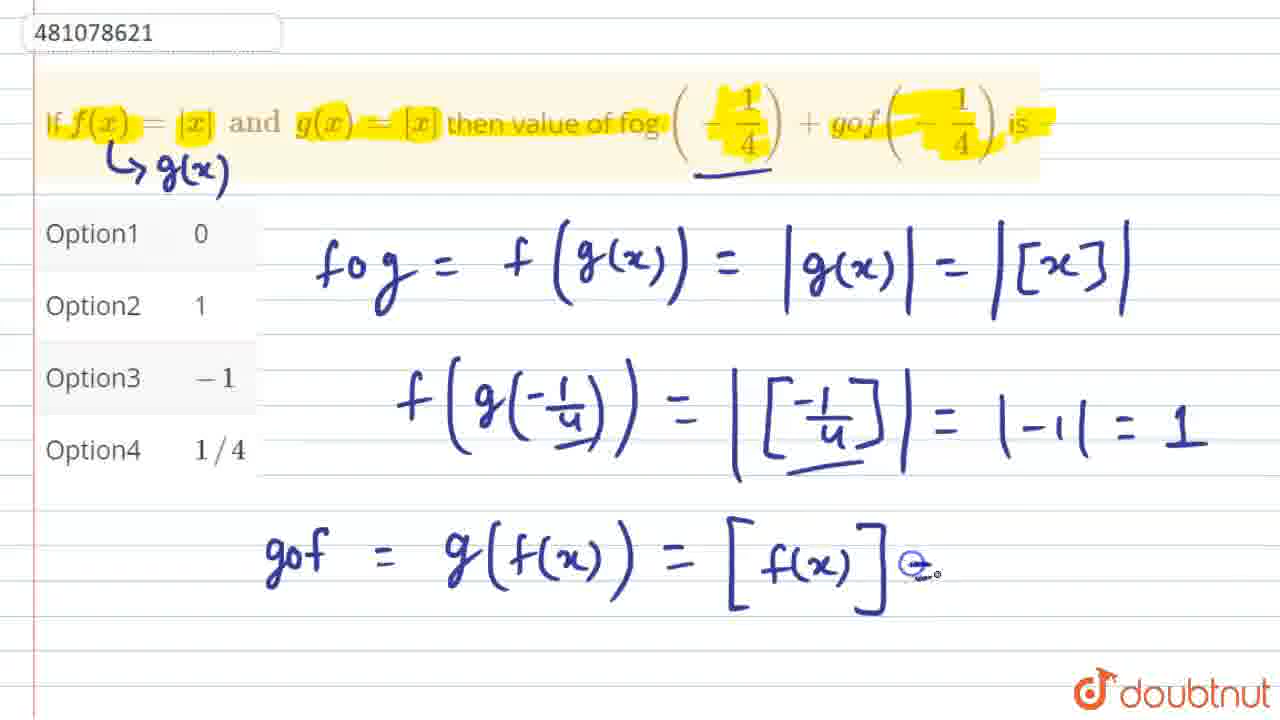 481078621
If f(x) = |x| and g(x) = [x] then value of fog (-1/4) + gof (-1/4) is -
↳ g(x)
Option1 0
Option2 1
Option3 -1
Option4 1/4
fog = f(g(x)) = |g(x)| = |[x]|
f(g(-1/4)) = |[-1/4]| = |-1| = 1
gof = g(f(x)) = [f(x)] =
doubtnut